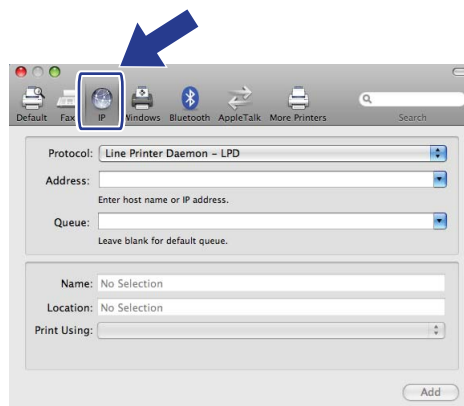 Default Fax IP Windows Bluetooth AppleTalk More Printers Search
Protocol: Line Printer Daemon – LPD
Address:
Enter host name or IP address.
Queue:
Leave blank for default queue.
Name: No Selection
Location: No Selection
Print Using:
Add